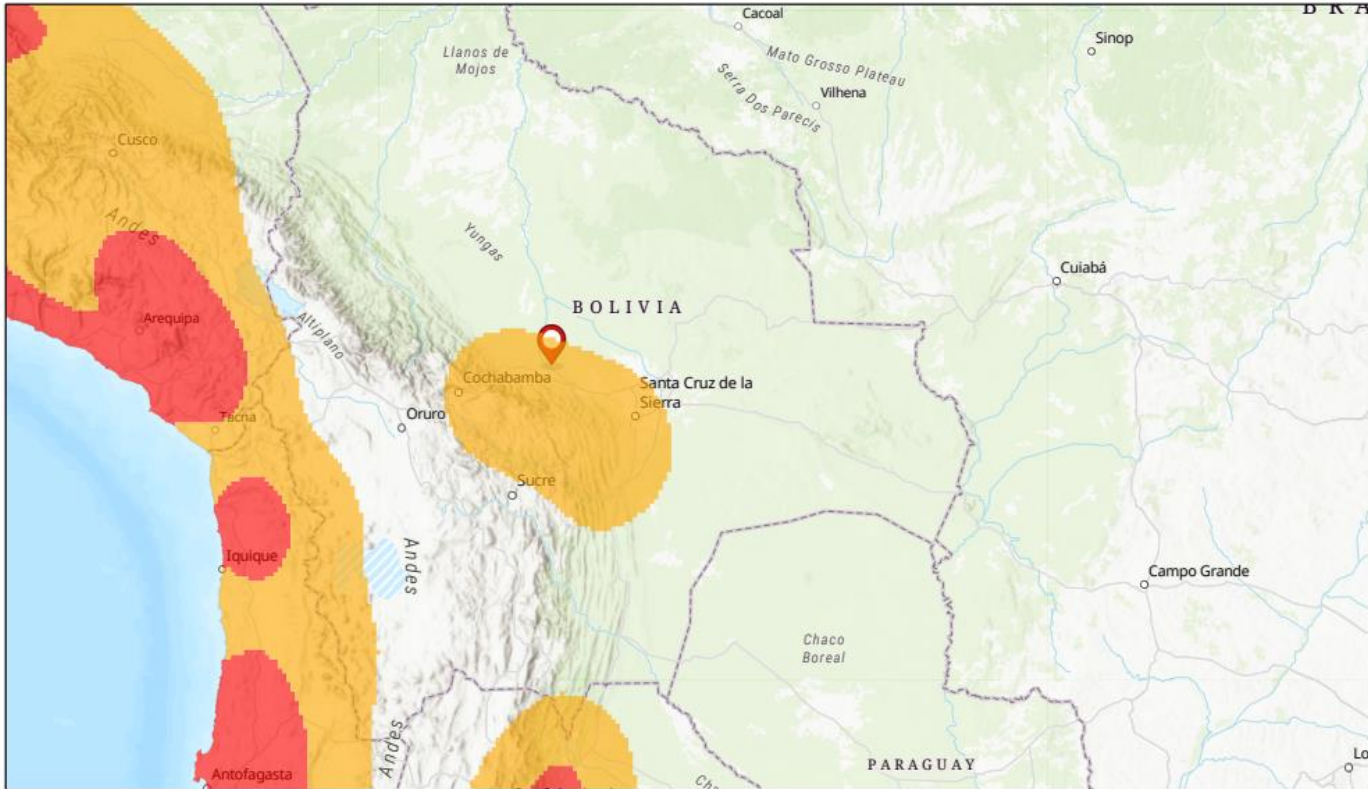 BRA
Cacoal
Sinop
Llanos de
Mojos
Mato Grosso Plateau
Serra Dos Parecis
Vilhena
Cusco
Andes
Yungas
Cuiabá
BOLIVIA
Arequipa
Altiplano
Cochabamba
Santa Cruz de la
Sierra
Oruro
Tacna
Sucre
Iquique
Andes
Campo Grande
Chaco
Boreal
Andes
PARAGUAY
Lo
Antofagasta
Cha